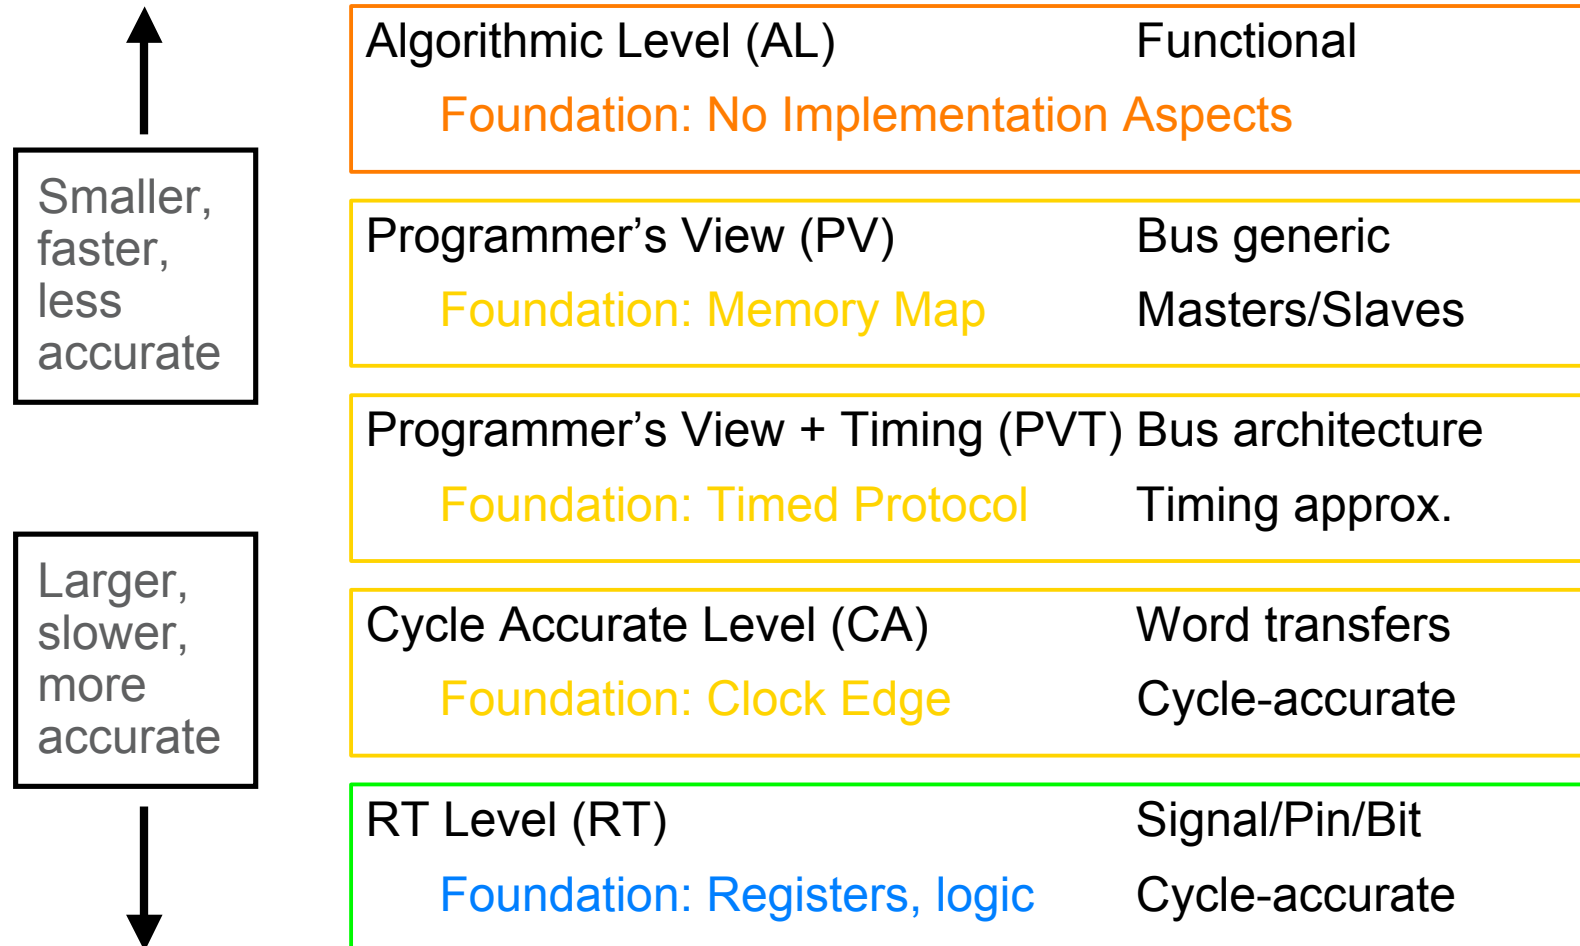 Smaller,
faster,
less
accurate
Larger,
slower,
more
accurate
Algorithmic Level (AL) Functional
Foundation: No Implementation Aspects
Programmer’s View (PV) Bus generic
Foundation: Memory Map Masters/Slaves
Programmer’s View + Timing (PVT) Bus architecture
Foundation: Timed Protocol Timing approx.
Cycle Accurate Level (CA) Word transfers
Foundation: Clock Edge Cycle-accurate
RT Level (RT) Signal/Pin/Bit
Foundation: Registers, logic Cycle-accurate